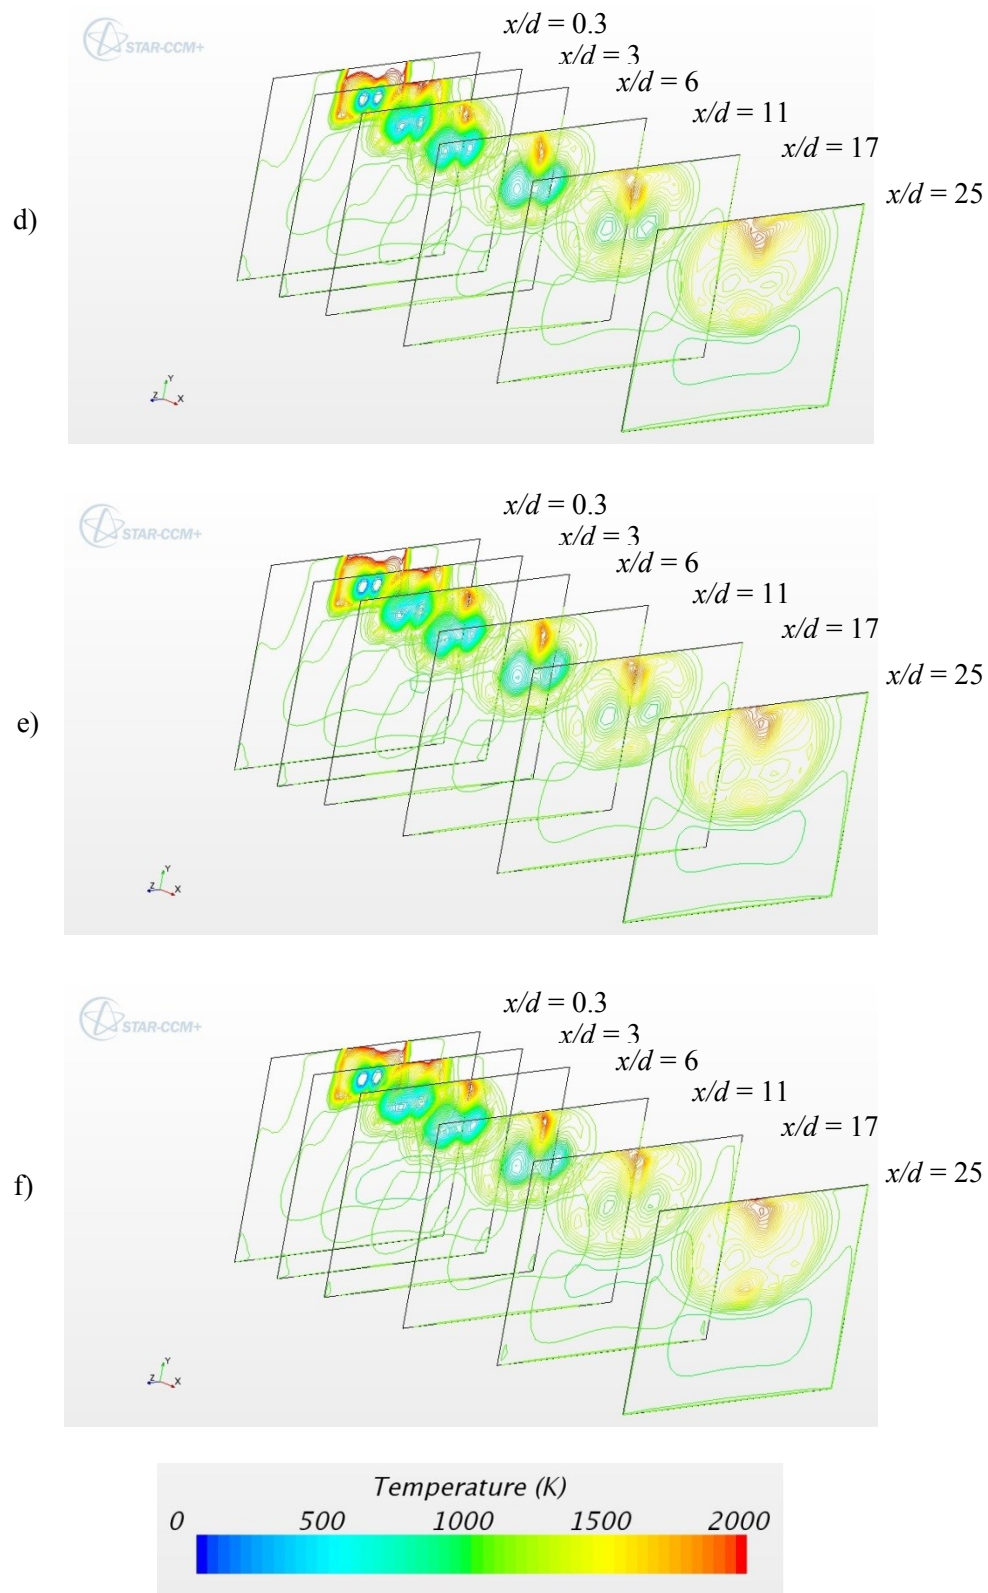 x/d = 0.3
STAR-CCM+
x/d = 3
x/d = 6
x/d = 11
x/d = 17
x/d = 25
d)
Y
Z X
x/d = 0.3
STAR-CCM+
x/d = 3
x/d = 6
x/d = 11
x/d = 17
x/d = 25
e)
Y
Z X
x/d = 0.3
STAR-CCM+
x/d = 3
x/d = 6
x/d = 11
x/d = 17
x/d = 25
f)
Y
Z X
Temperature (K)
0 500 1000 1500 2000